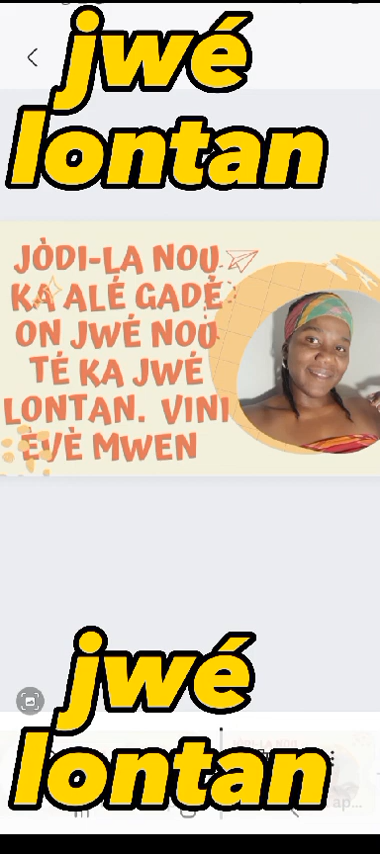 jwé
lontan
JÒDI-LA NOU
KA ALÉ GADÉ
ON JWÉ NOU
TÉ KA JWÉ
LONTAN. VINI
ÈVÈ MWEN
jwé
lontan